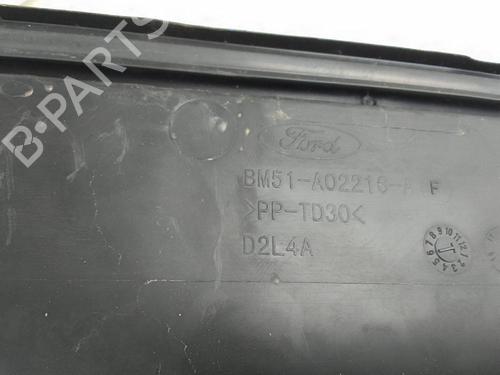 B-PARTS
Ford
BM51-A02216-A F
>PP-TD30<
D2L4A